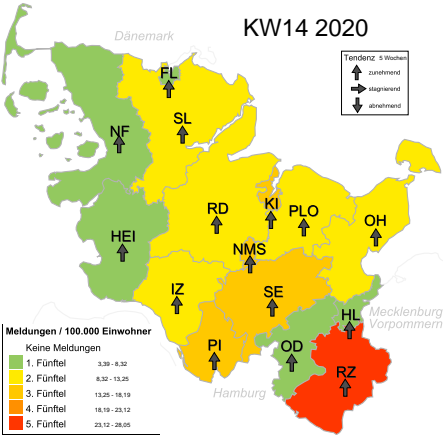 KW14 2020
Dänemark
Tendenz 5 Wochen
zunehmend
stagnierend
abnehmend
FL
SL
NF
RD
KI
PLO
OH
HEI
NMS
IZ
SE
HL
Mecklenburg
Vorpommern
PI
OD
RZ
Hamburg
Meldungen / 100.000 Einwohner
Keine Meldungen
1. Fünftel 3,39 - 8,32
2. Fünftel 8,32 - 13,25
3. Fünftel 13,25 - 18,19
4. Fünftel 18,19 - 23,12
5. Fünftel 23,12 - 28,05